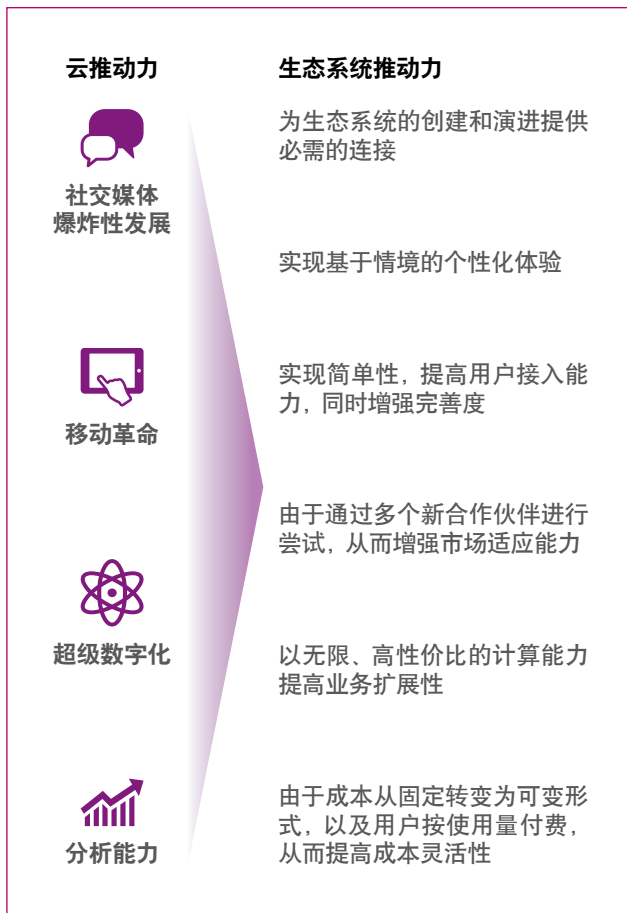 云推动力
社交媒体
爆炸性发展
移动革命
超级数字化
分析能力
生态系统推动力
为生态系统的创建和演进提供
必需的连接
实现基于情境的个性化体验
实现简单性，提高用户接入能
力，同时增强完善度
由于通过多个新合作伙伴进行
尝试，从而增强市场适应能力
以无限、高性价比的计算能力
提高业务扩展性
由于成本从固定转变为可变形
式，以及用户按使用量付费，
从而提高成本灵活性